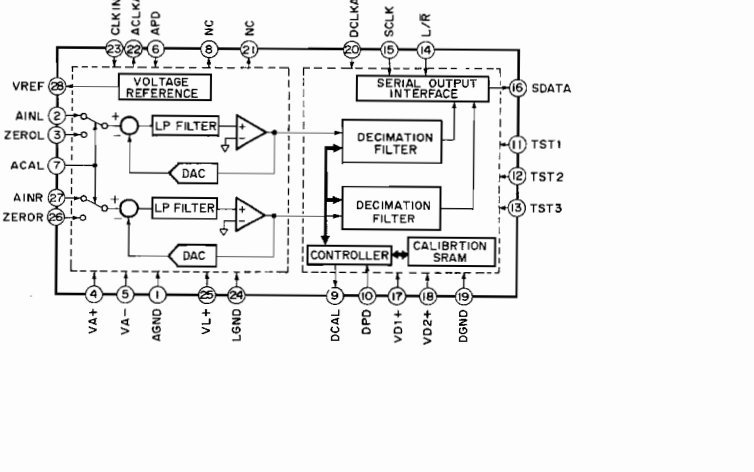 CLKIN
ACLKA
APD
NC
NC
DCLKA
SCLK
L/R̅
23
22
6
8
21
20
15
14
VREF 28
VOLTAGE
REFERENCE
SERIAL OUTPUT
INTERFACE
16 SDATA
AINL 2
ZEROL 3
+
−
LP FILTER
+
−
DECIMATION
FILTER
11 TST1
ACAL 7
DAC
12 TST2
AINR 27
ZEROR 26
+
−
LP FILTER
+
−
DECIMATION
FILTER
13 TST3
DAC
CONTROLLER
CALIBRTION
SRAM
4
5
1
25
24
9
10
17
18
19
VA+
VA-
AGND
VL+
LGND
DCAL
DPD
VD1+
VD2+
DGND